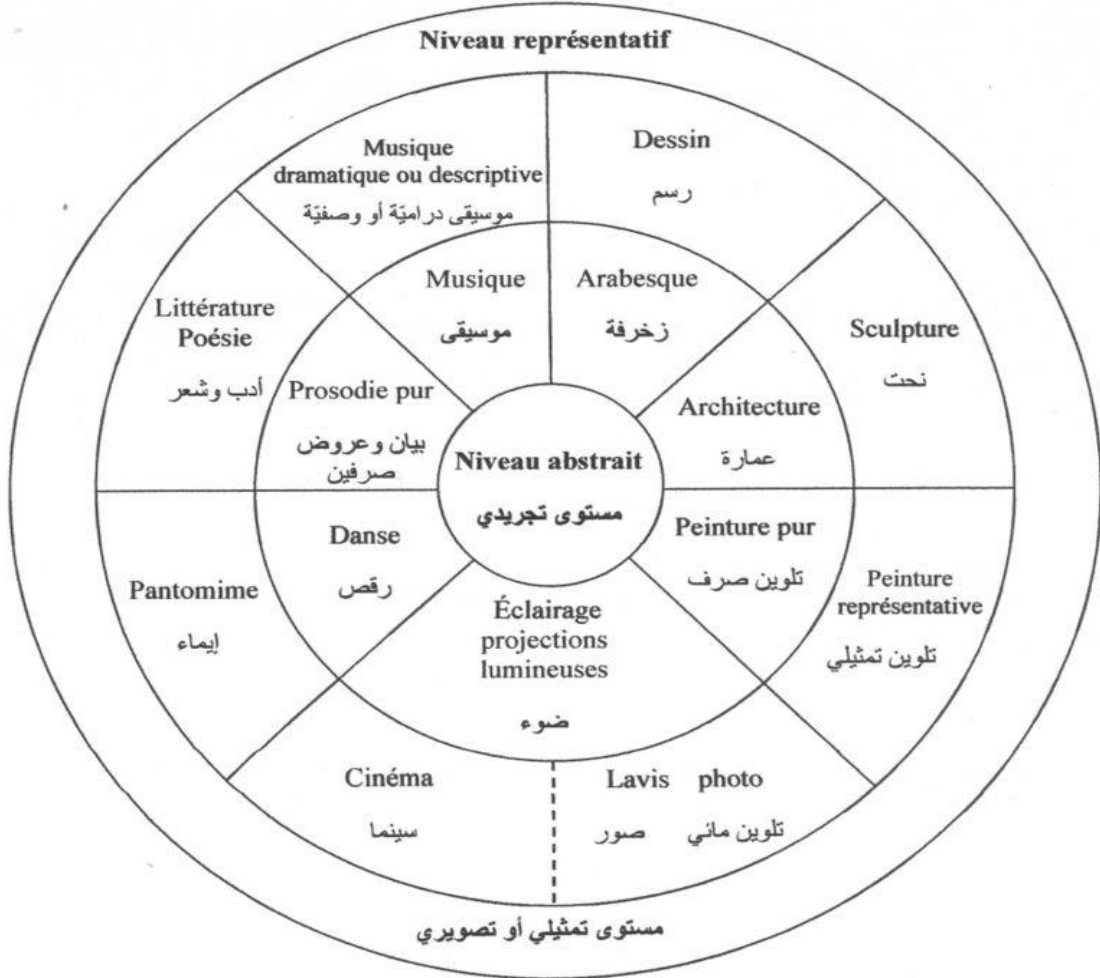 Niveau représentatif
Musique
dramatique ou descriptive
موسيقى دراميّة أو وصفيّة
Dessin
رسم
Musique
موسيقى
Arabesque
زخرفة
Littérature
Poésie
أدب وشعر
Sculpture
نحت
Prosodie pur
بيان وعروض
صرفين
Architecture
عمارة
Niveau abstrait
مستوى تجريدي
Danse
رقص
Peinture pur
تلوين صرف
Pantomime
إيماء
Peinture
représentative
تلوين تمثيلي
Éclairage
projections
lumineuses
ضوء
Cinéma
سينما
Lavis photo
تلوين مائي صور
مستوى تمثيلي أو تصويري